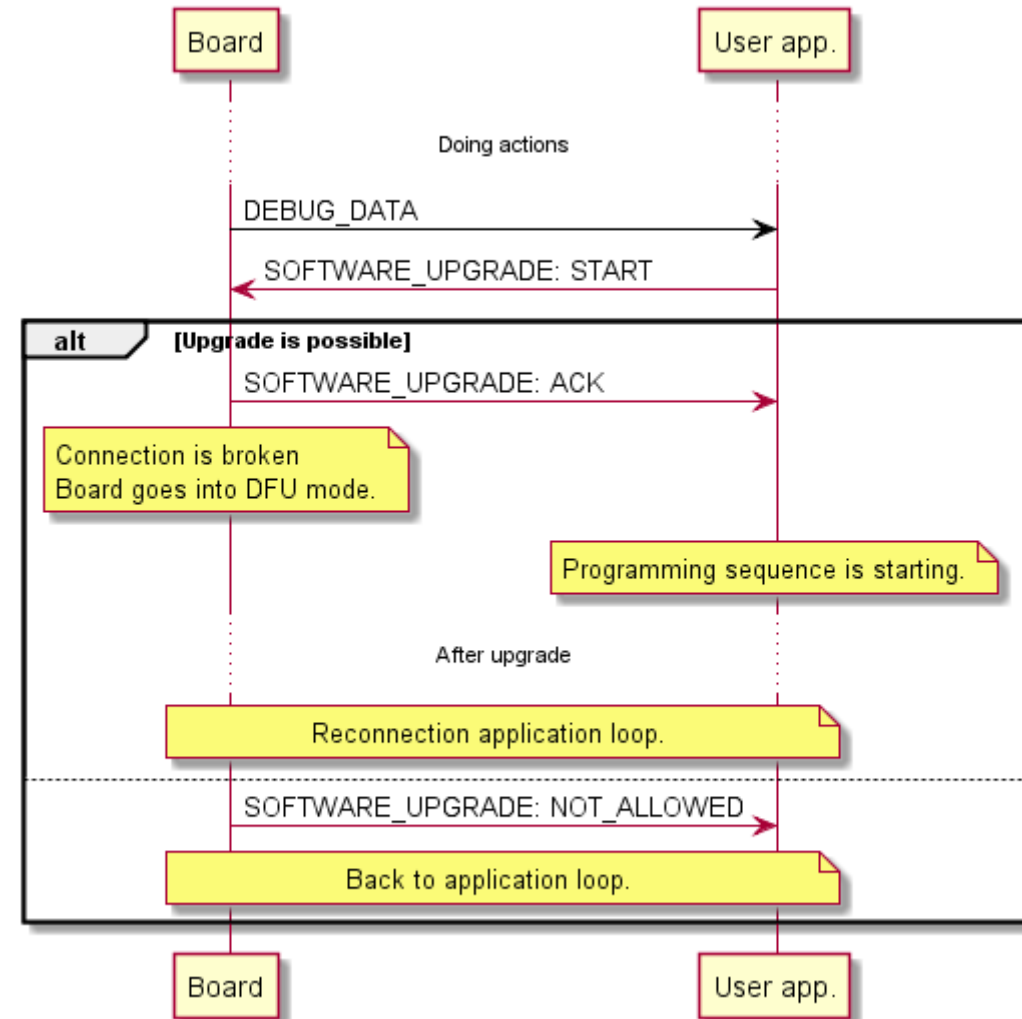 Board
User app.
Doing actions
DEBUG_DATA
SOFTWARE_UPGRADE: START
alt
[Upgrade is possible]
SOFTWARE_UPGRADE: ACK
Connection is broken
Board goes into DFU mode.
Programming sequence is starting.
After upgrade
Reconnection application loop.
SOFTWARE_UPGRADE: NOT_ALLOWED
Back to application loop.
Board
User app.